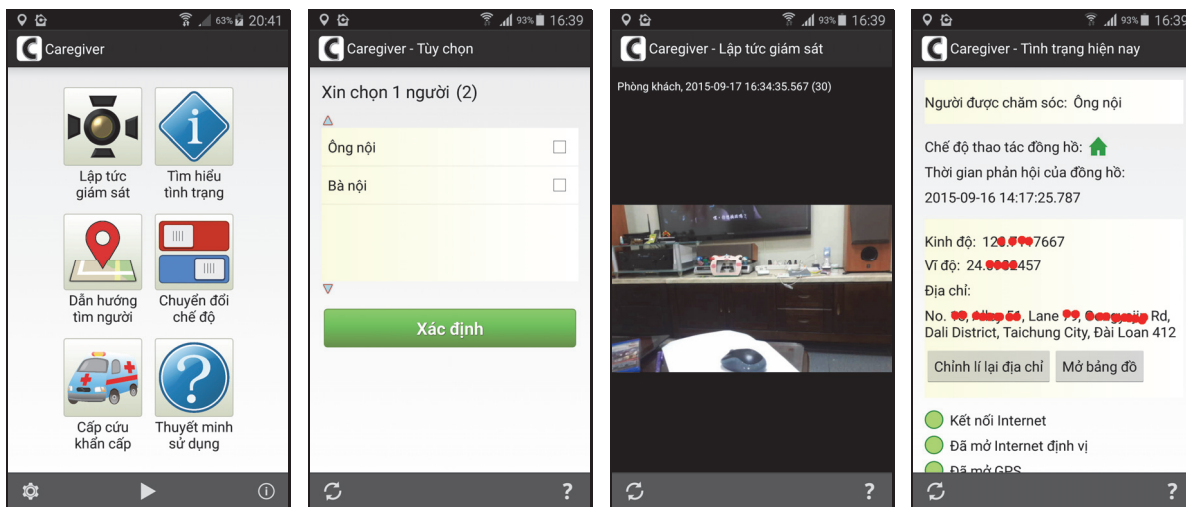 63% 20:41
Caregiver
Lập tức
giám sát
Tìm hiểu
tình trạng
Dẫn hướng
tìm người
Chuyển đổi
chế độ
Cấp cứu
khẩn cấp
Thuyết minh
sử dụng
93% 16:39
Caregiver - Tùy chọn
Xin chọn 1 người (2)
Ông nội
Bà nội
Xác định
?
93% 16:39
Caregiver - Lập tức giám sát
Phòng khách, 2015-09-17 16:34:35.567 (30)
?
93% 16:39
Caregiver - Tình trạng hiện nay
Người được chăm sóc: Ông nội
Chế độ thao tác đồng hồ:
Thời gian phản hồi của đồng hồ:
2015-09-16 14:17:25.787
Kinh độ: 7667
Vĩ độ: 24. 457
Địa chỉ:
No. , Lane , Rd,
Dali District, Taichung City, Đài Loan 412
Chỉnh lí lại địa chỉ
Mở bảng đồ
Kết nối Internet
Đã mở Internet định vị
Đã mở GPS
?